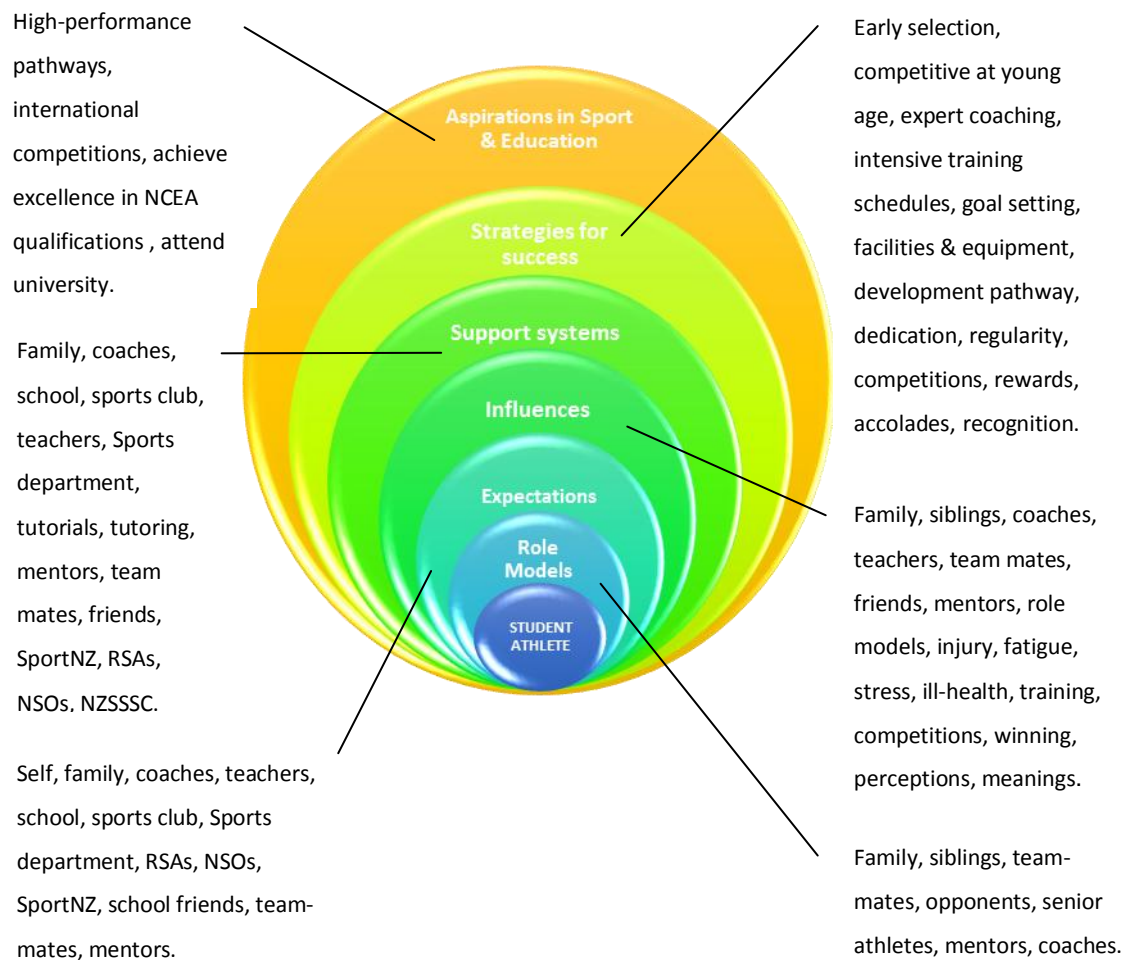 High-performance
pathways,
international
competitions, achieve
excellence in NCEA
qualifications , attend
university.
Family, coaches,
school, sports club,
teachers, Sports
department,
tutorials, tutoring,
mentors, team
mates, friends,
SportNZ, RSAs,
NSOs, NZSSSC.
Self, family, coaches, teachers,
school, sports club, Sports
department, RSAs, NSOs,
SportNZ, school friends, team-
mates, mentors.
Aspirations in Sport
& Education
Strategies for
success
Support systems
Influences
Expectations
Role
Models
STUDENT
ATHLETE
Early selection,
competitive at young
age, expert coaching,
intensive training
schedules, goal setting,
facilities & equipment,
development pathway,
dedication, regularity,
competitions, rewards,
accolades, recognition.
Family, siblings, coaches,
teachers, team mates,
friends, mentors, role
models, injury, fatigue,
stress, ill-health, training,
competitions, winning,
perceptions, meanings.
Family, siblings, team-
mates, opponents, senior
athletes, mentors, coaches.